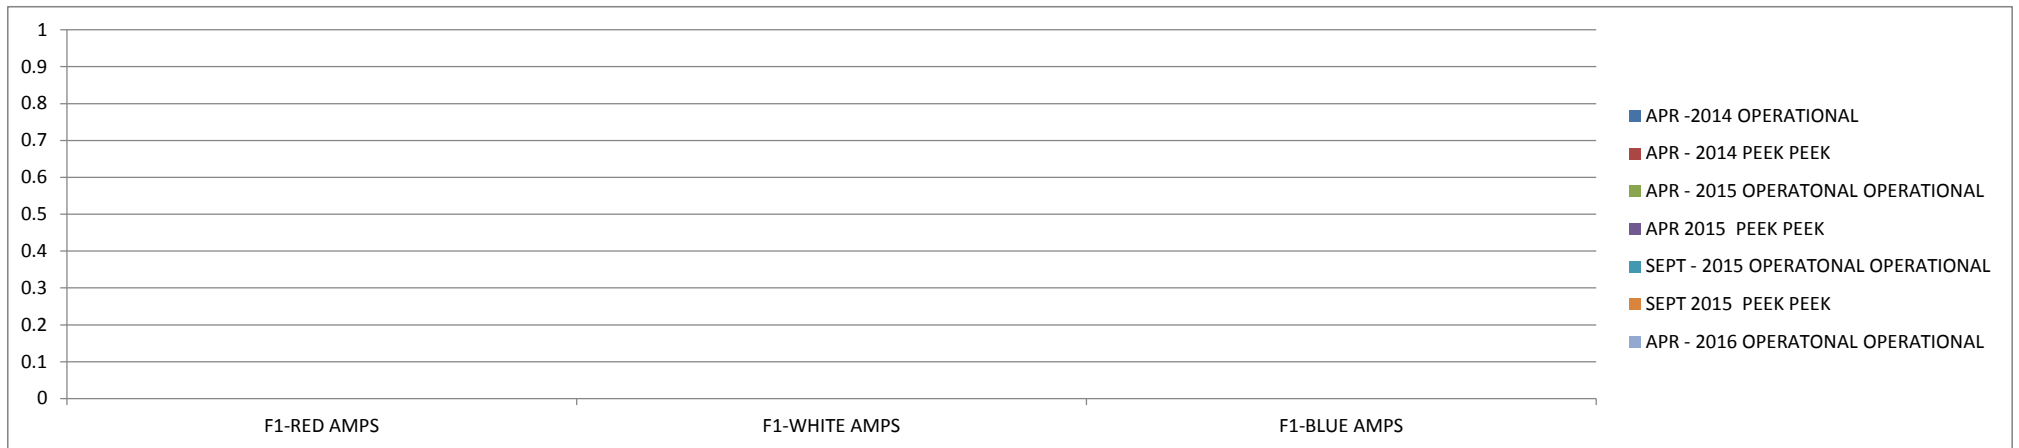 1
0.9
0.8
0.7
0.6
0.5
0.4
0.3
0.2
0.1
0
F1-RED AMPS
F1-WHITE AMPS
F1-BLUE AMPS
APR -2014 OPERATIONAL
APR - 2014 PEEK PEEK
APR - 2015 OPERATONAL OPERATIONAL
APR 2015  PEEK PEEK
SEPT - 2015 OPERATONAL OPERATIONAL
SEPT 2015  PEEK PEEK
APR - 2016 OPERATONAL OPERATIONAL